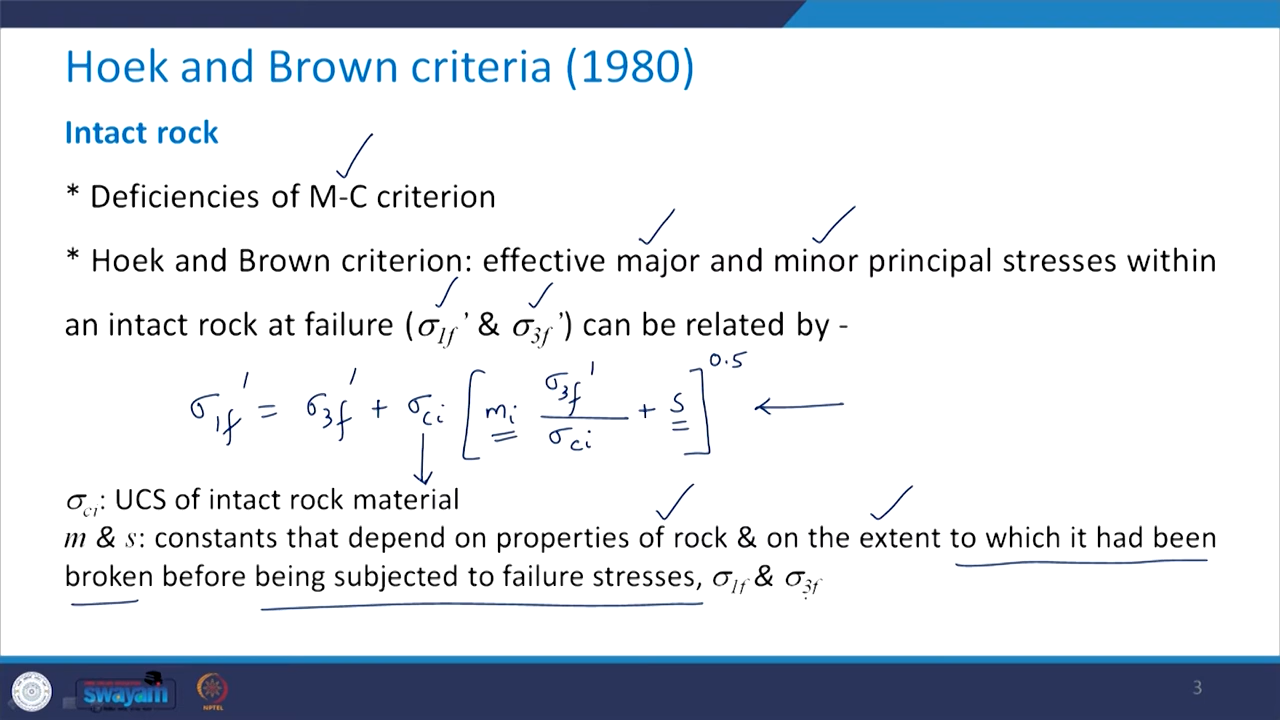 Hoek and Brown criteria (1980)
Intact rock
* Deficiencies of M-C criterion
* Hoek and Brown criterion: effective major and minor principal stresses within
an intact rock at failure (σ1f’ & σ3f’) can be related by -
σ1f' = σ3f' + σci [mi σ3f'/σci + s]^0.5
σci: UCS of intact rock material
m & s: constants that depend on properties of rock & on the extent to which it had been
broken before being subjected to failure stresses, σ1f & σ3f
swayam
NPTEL
3